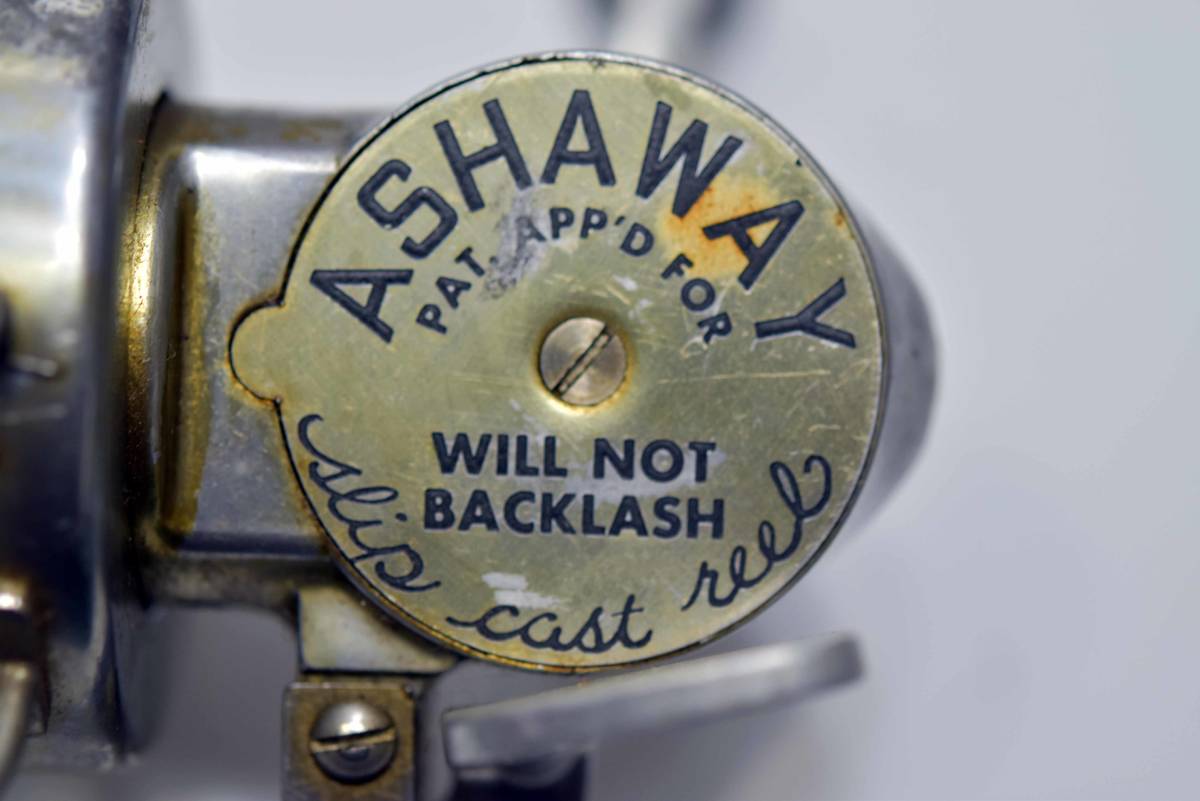 ASHAWAY
PAT. APP'D FOR
WILL NOT
BACKLASH
slip cast reel